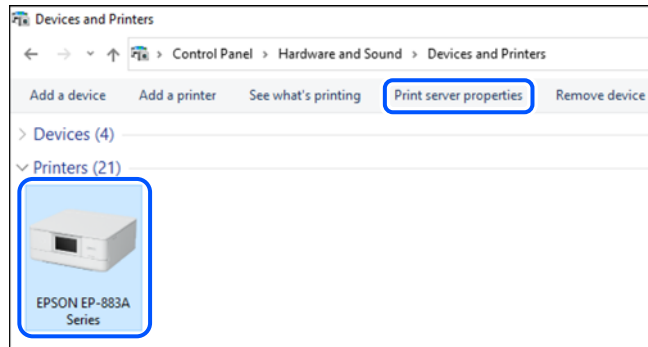 Devices and Printers
Control Panel > Hardware and Sound > Devices and Printers
Add a device Add a printer See what's printing Print server properties Remove device
Devices (4)
Printers (21)
EPSON EP-883A
Series